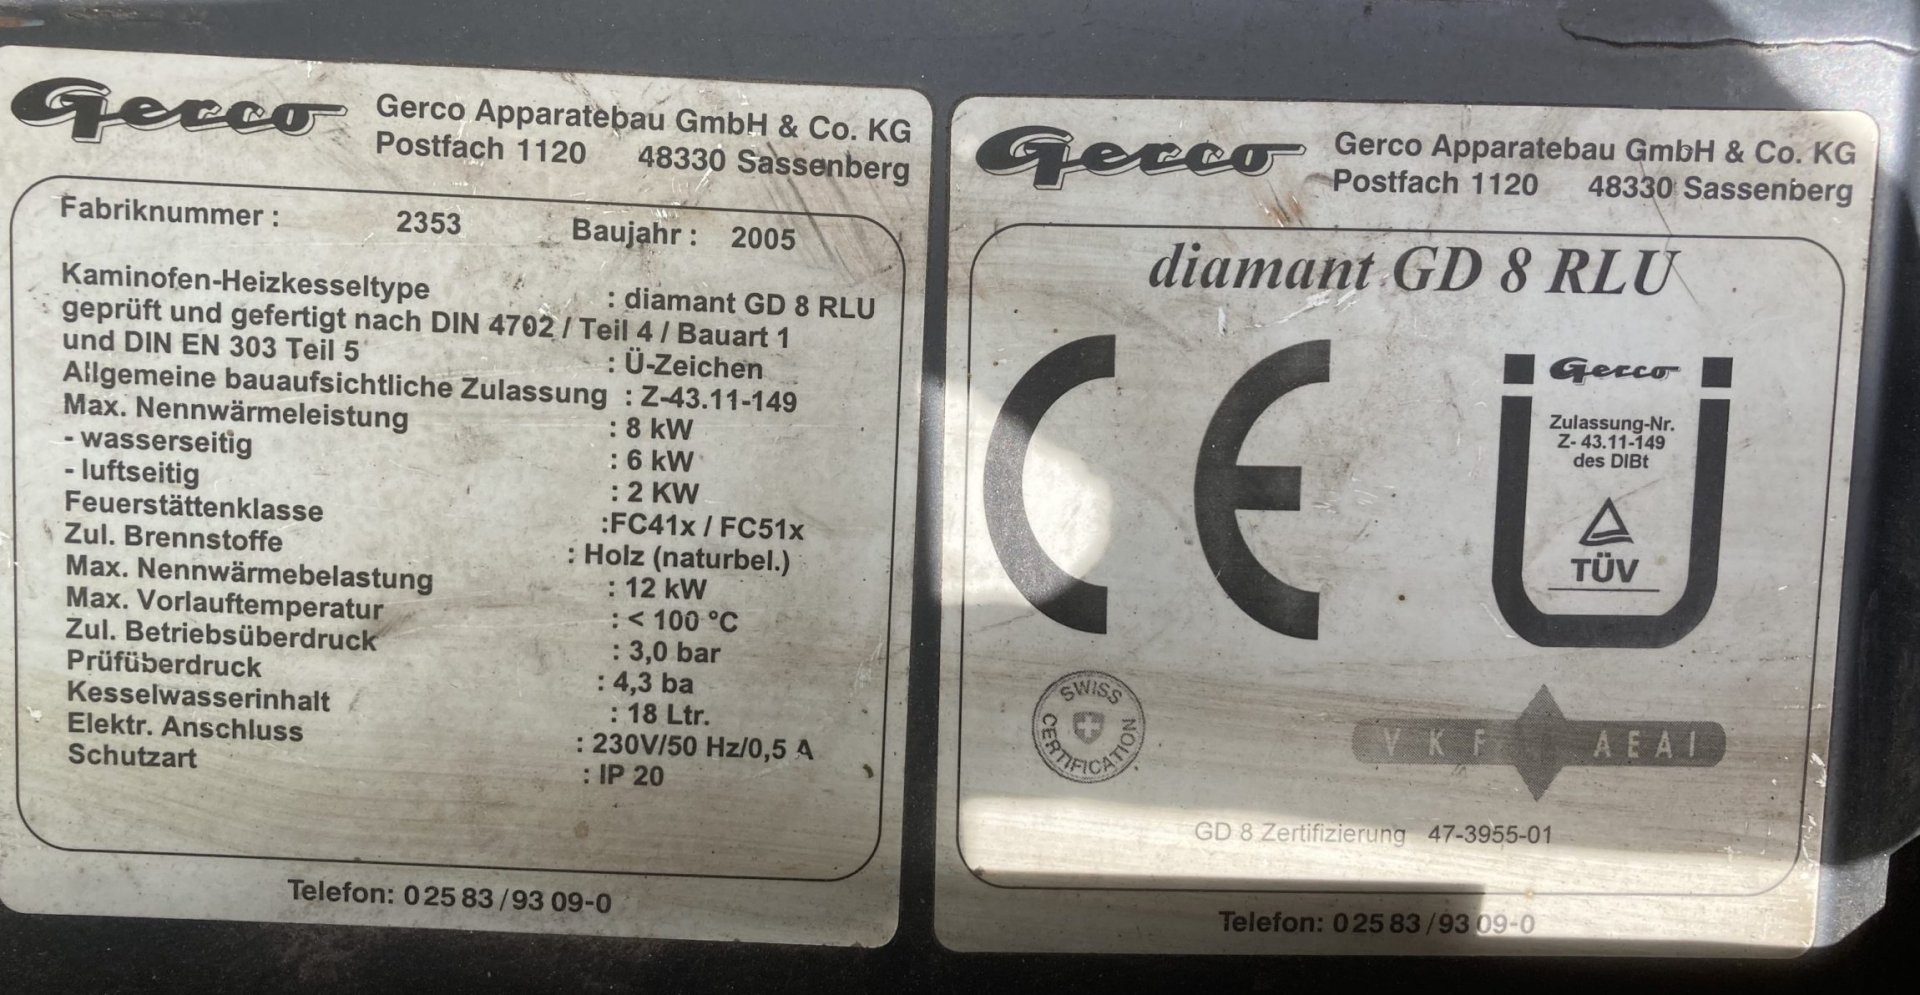 Gerco
Gerco Apparatebau GmbH & Co. KG
Postfach 1120 48330 Sassenberg
Fabriknummer : 2353 Baujahr : 2005
Kaminofen-Heizkesseltype : diamant GD 8 RLU
geprüft und gefertigt nach DIN 4702 / Teil 4 / Bauart 1
und DIN EN 303 Teil 5 : Ü-Zeichen
Allgemeine bauaufsichtliche Zulassung : Z-43.11-149
Max. Nennwärmeleistung : 8 kW
- wasserseitig : 6 kW
- luftseitig : 2 KW
Feuerstättenklasse :FC41x / FC51x
Zul. Brennstoffe : Holz (naturbel.)
Max. Nennwärmebelastung : 12 kW
Max. Vorlauftemperatur : < 100 °C
Zul. Betriebsüberdruck : 3,0 bar
Prüfüberdruck : 4,3 ba
Kesselwasserinhalt : 18 Ltr.
Elektr. Anschluss : 230V/50 Hz/0,5 A
Schutzart : IP 20
Telefon: 0 25 83 / 93 09-0
Gerco
Gerco Apparatebau GmbH & Co. KG
Postfach 1120 48330 Sassenberg
diamant GD 8 RLU
CE
Gerco
Zulassung-Nr.
Z- 43.11-149
des DIBt
TÜV
SWISS
CERTIFICATION
VKF AEAI
GD 8 Zertifizierung 47-3955-01
Telefon: 0 25 83 / 93 09-0